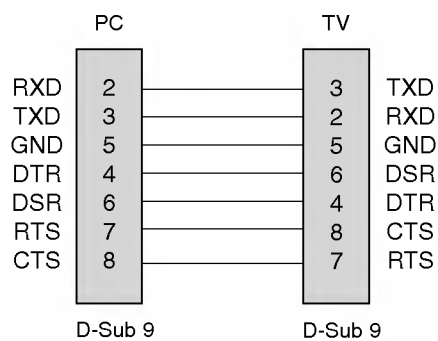 PC TV
RXD 2 3 TXD
TXD 3 2 RXD
GND 5 5 GND
DTR 4 6 DSR
DSR 6 4 DTR
RTS 7 8 CTS
CTS 8 7 RTS
D-Sub 9 D-Sub 9